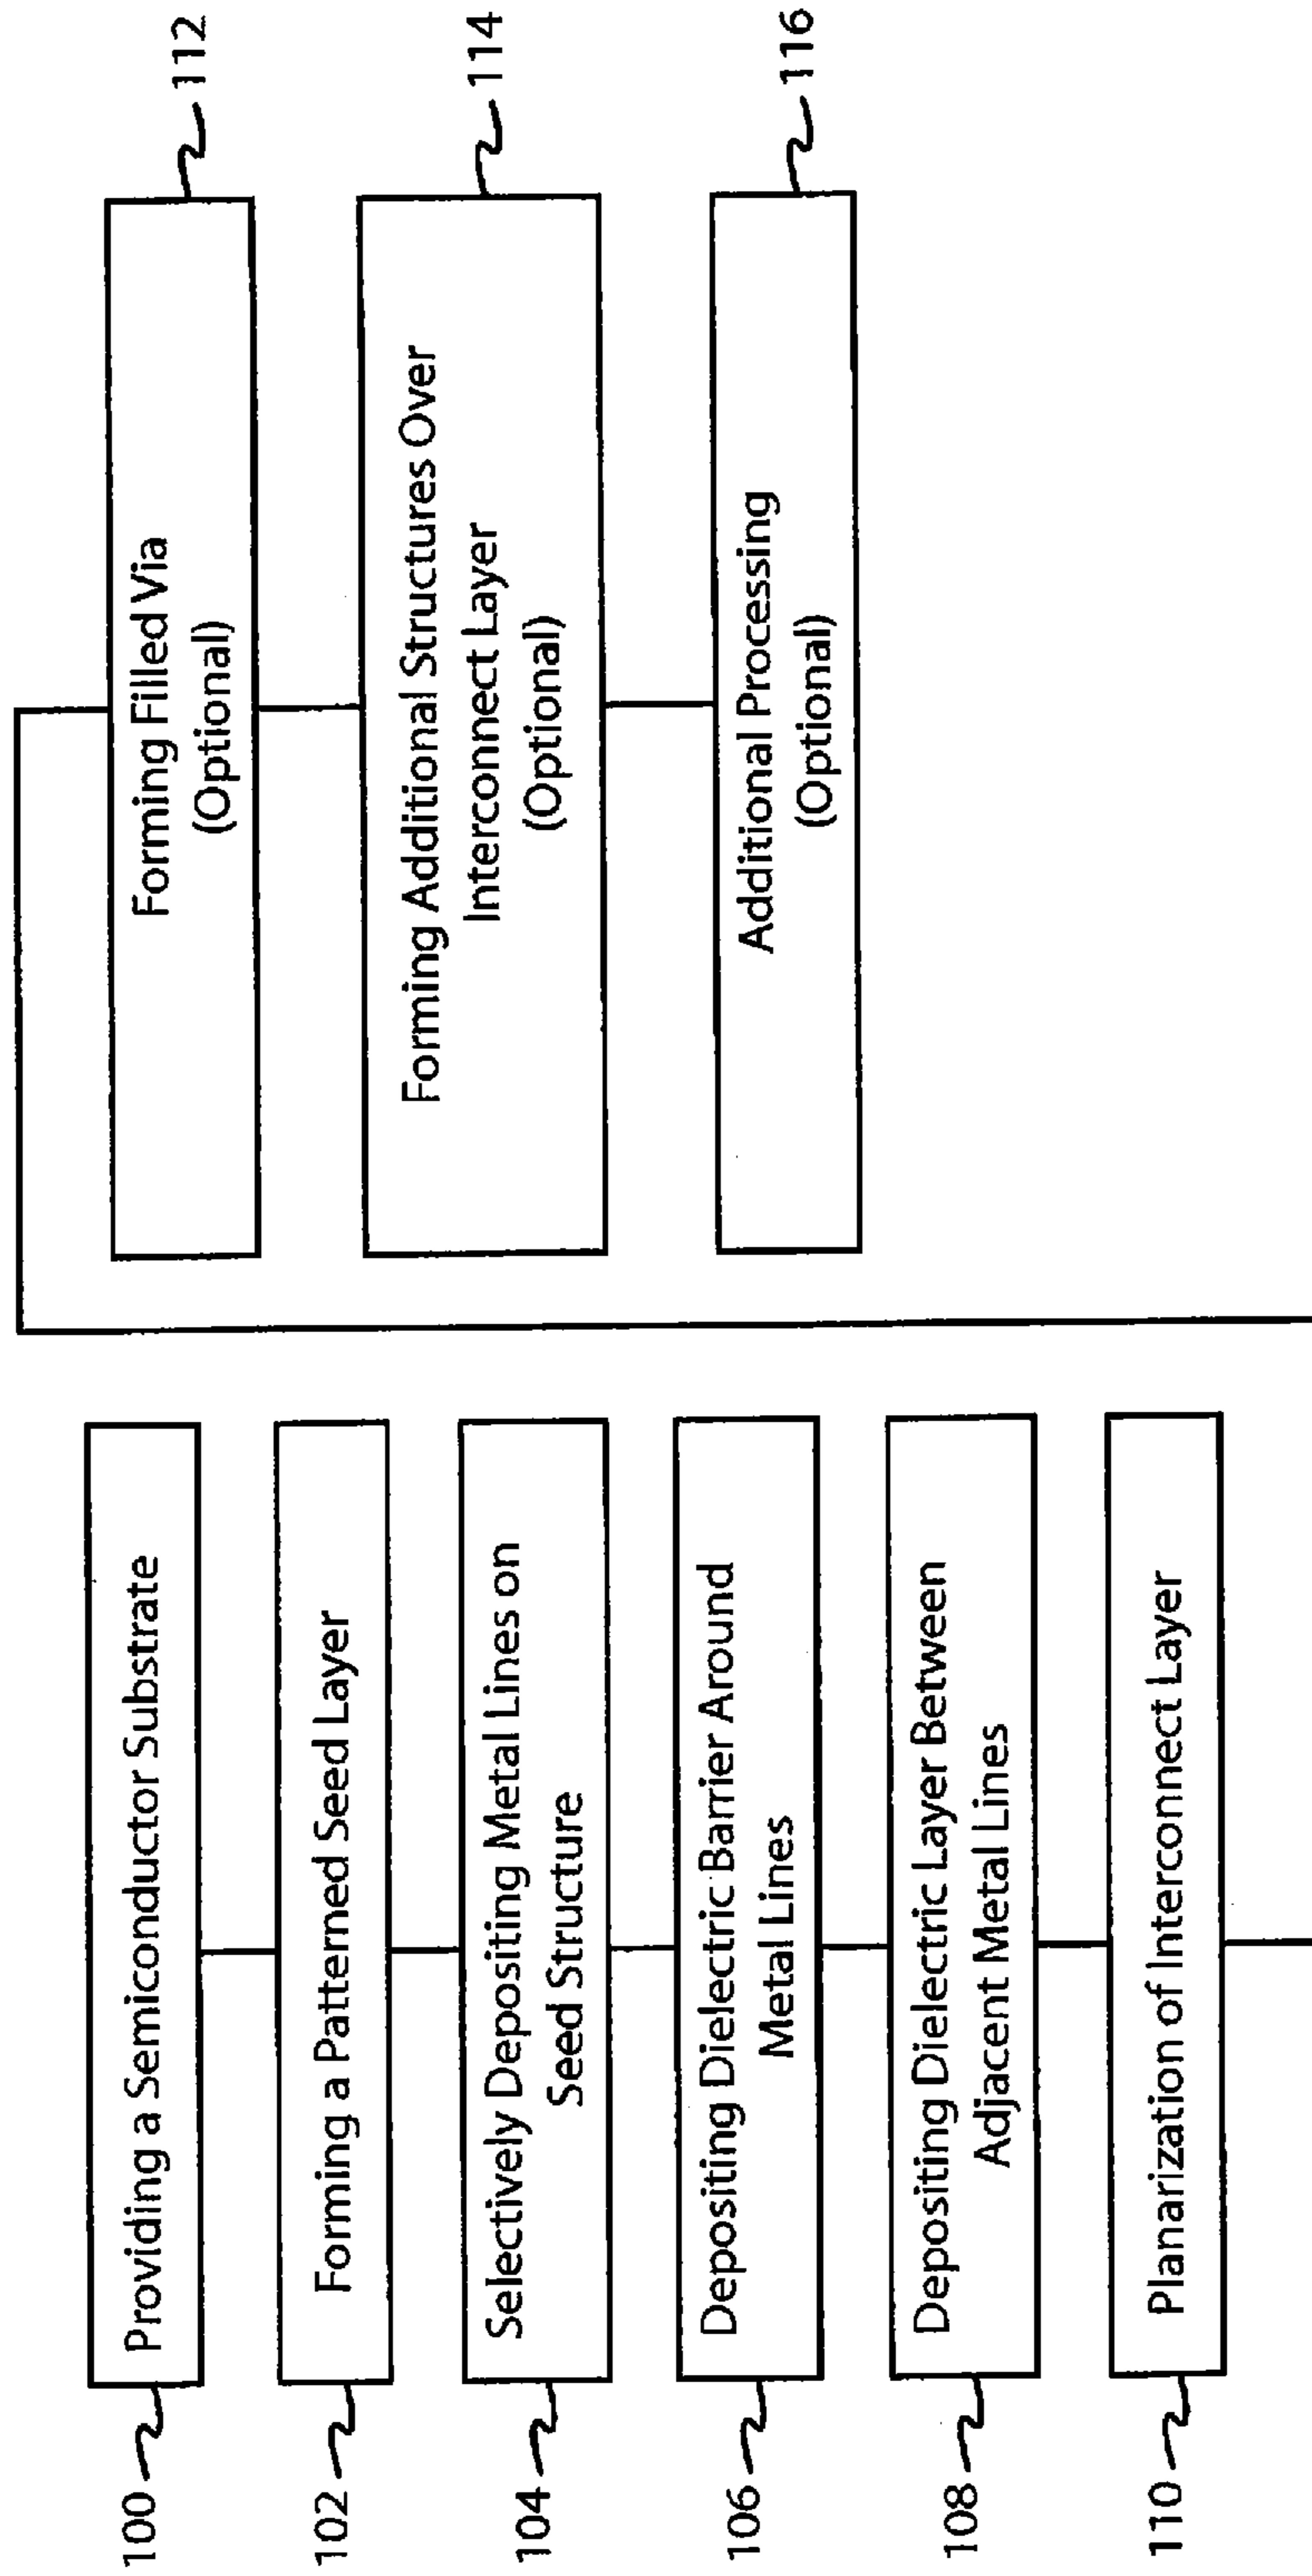 100
Providing a Semiconductor Substrate
102
Forming a Patterned Seed Layer
104
Selectively Depositing Metal Lines on
Seed Structure
106
Depositing Dielectric Barrier Around
Metal Lines
108
Depositing Dielectric Layer Between
Adjacent Metal Lines
110
Planarization of Interconnect Layer
Forming Filled Via
(Optional)
112
Forming Additional Structures Over
Interconnect Layer
(Optional)
114
Additional Processing
(Optional)
116